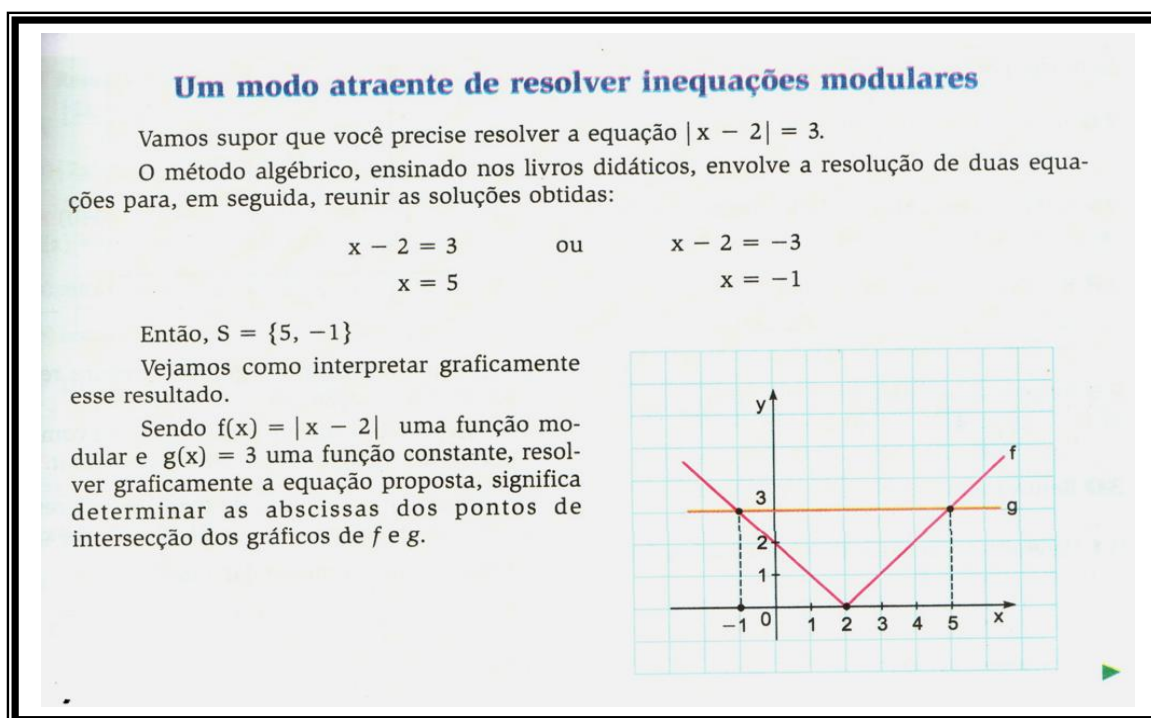 Um modo atraente de resolver inequações modulares
Vamos supor que você precise resolver a equação |x − 2| = 3.
O método algébrico, ensinado nos livros didáticos, envolve a resolução de duas equa-
ções para, em seguida, reunir as soluções obtidas:
x − 2 = 3 ou x − 2 = −3
x = 5 x = −1
Então, S = {5, −1}
Vejamos como interpretar graficamente
esse resultado.
Sendo f(x) = |x − 2| uma função mo-
dular e g(x) = 3 uma função constante, resol-
ver graficamente a equação proposta, significa
determinar as abscissas dos pontos de
intersecção dos gráficos de f e g.
y
f
3
g
2
1
−1 0 1 2 3 4 5 x